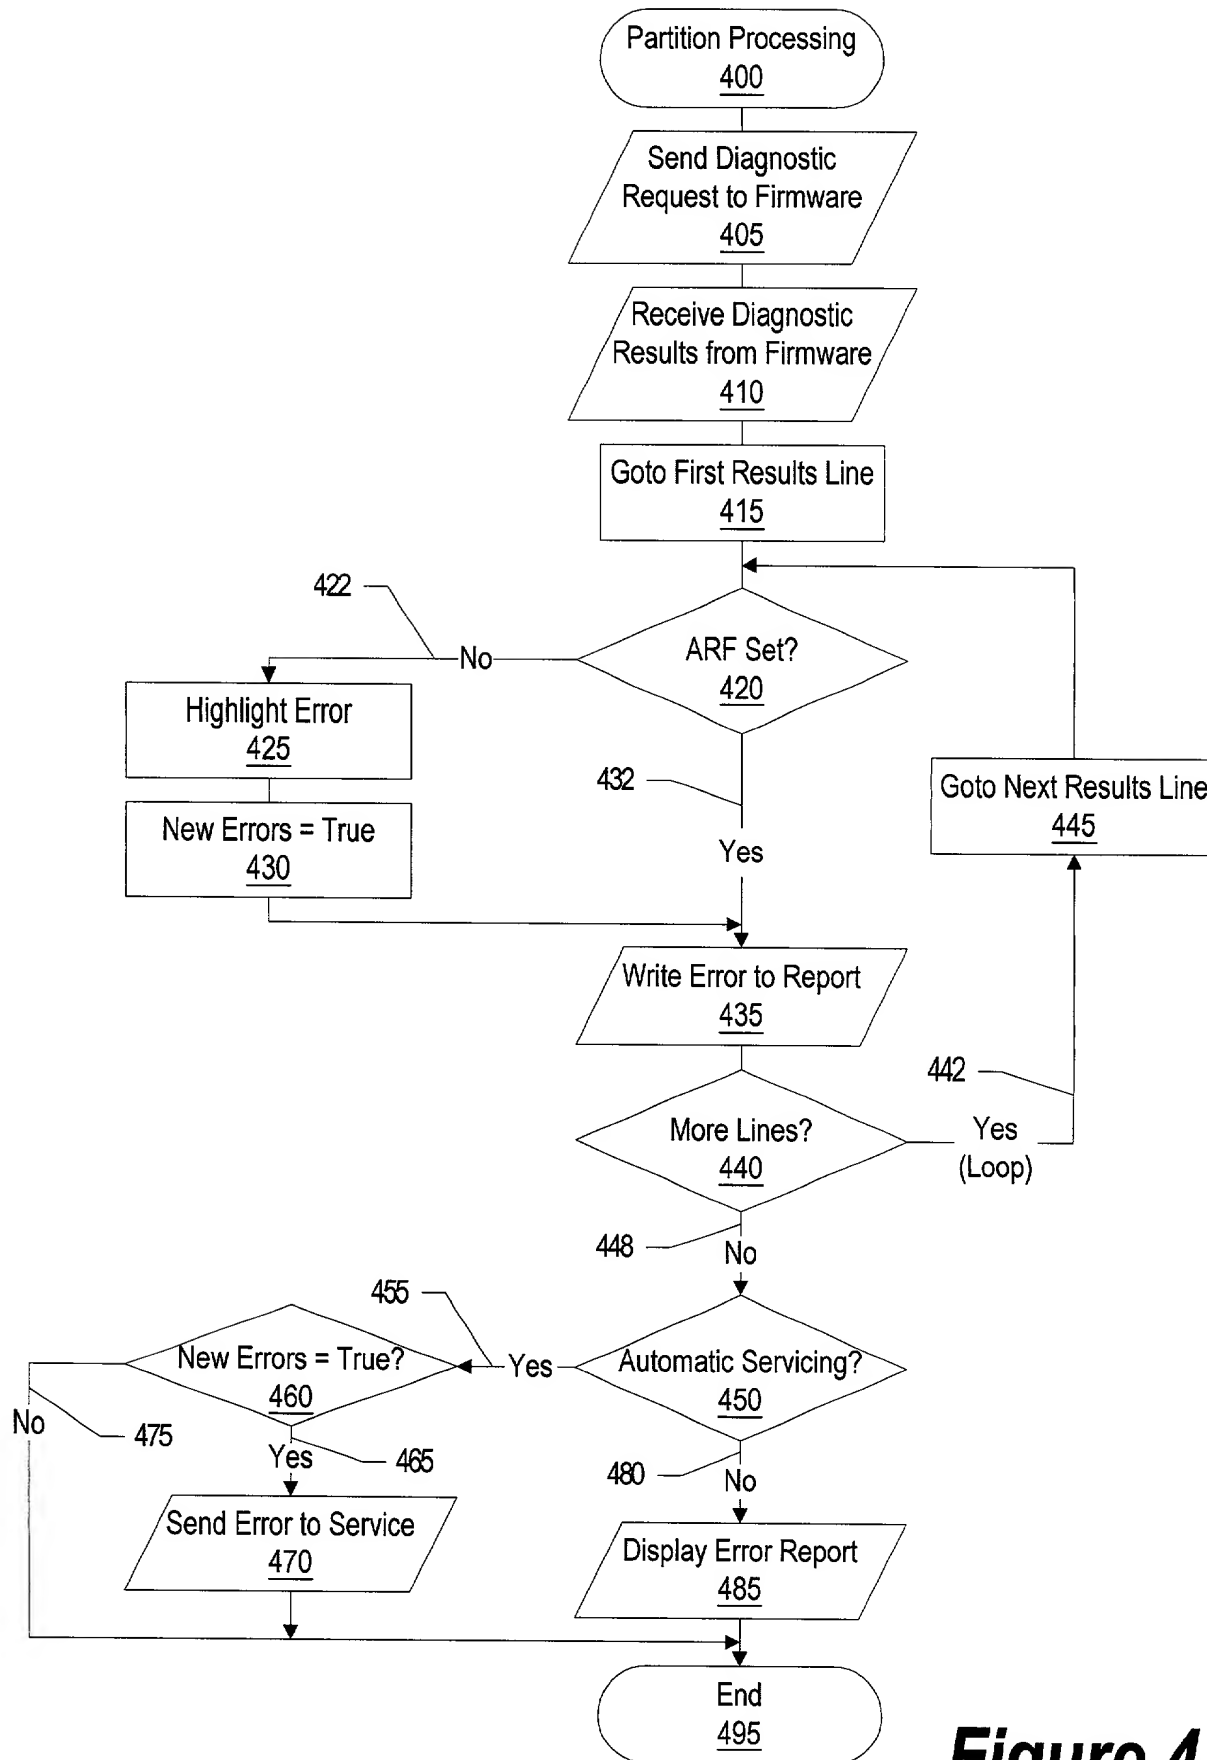 Partition Processing
400
Send Diagnostic
Request to Firmware
405
Receive Diagnostic
Results from Firmware
410
Goto First Results Line
415
422
No
ARF Set?
420
Highlight Error
425
432
Goto Next Results Line
445
New Errors = True
430
Yes
Write Error to Report
435
442
More Lines?
440
Yes
(Loop)
448
No
455
New Errors = True?
460
Yes
Automatic Servicing?
450
No
475
Yes
465
480
No
Send Error to Service
470
Display Error Report
485
End
495
Figure 4